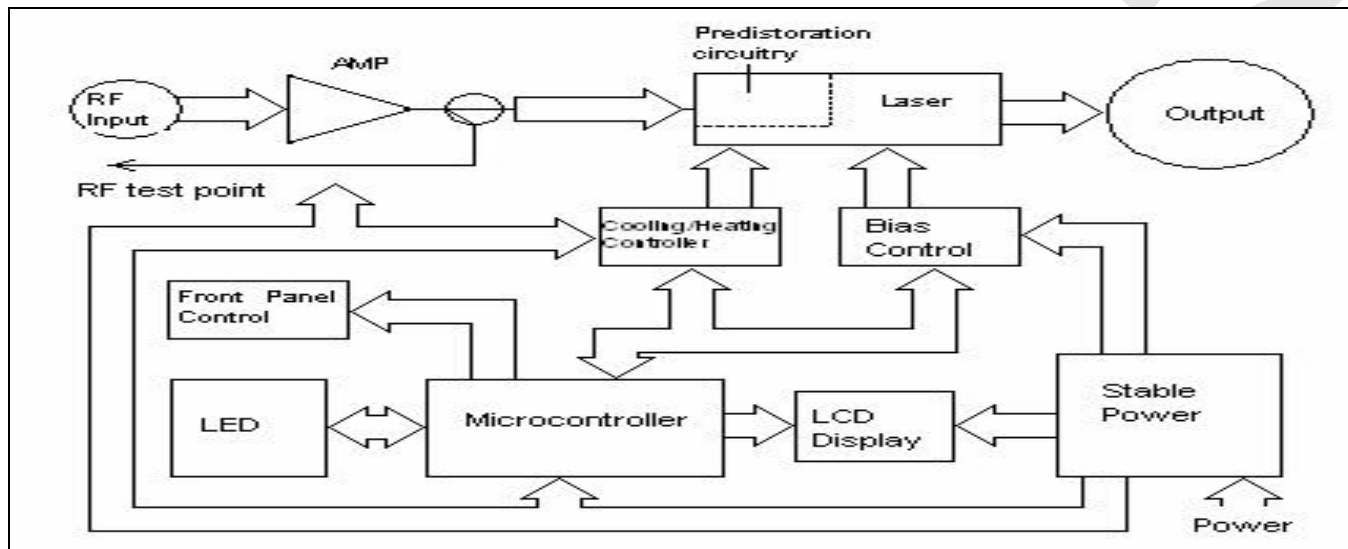 Predistoration
circuitry
AMP
RF
Input
Laser
Output
RF test point
Cooling/Heating
Controller
Bias
Control
Front Panel
Control
LED
Microcontroller
LCD
Display
Stable
Power
Power